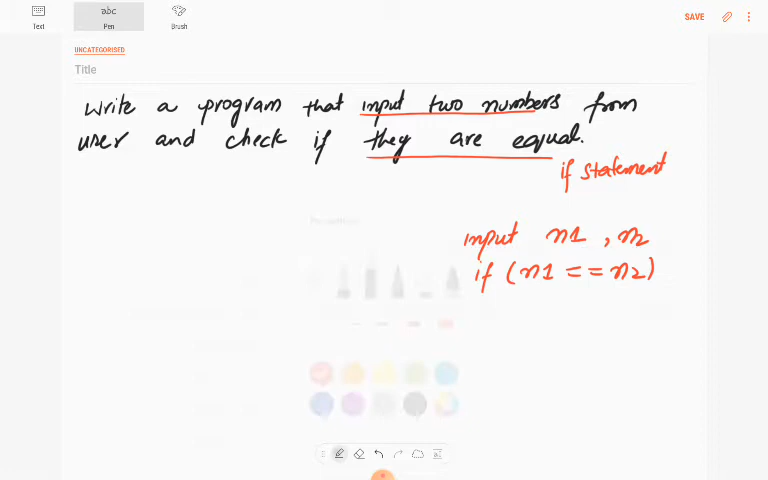 Text
abc
Pen
Brush
SAVE
UNCATEGORISED
Title
write a program that input two numbers from
user and check if they are equal.
if statement
input n1 , n2
if (n1 == n2)